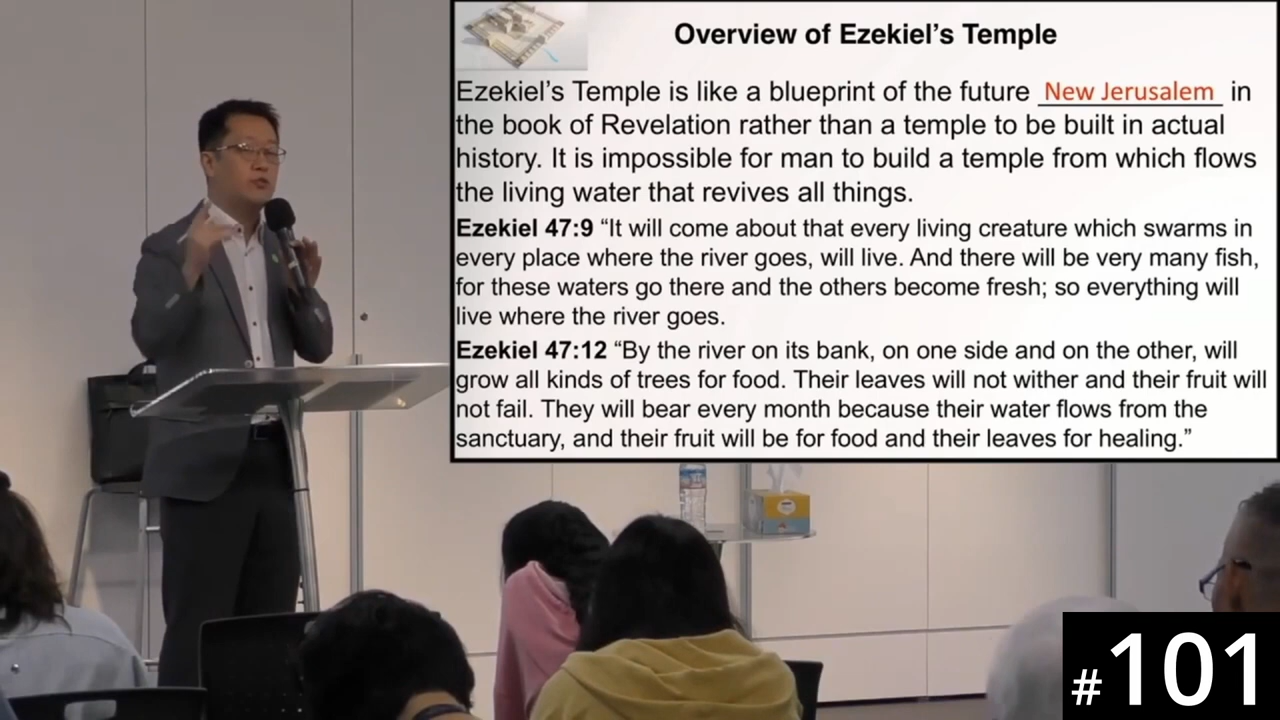 Overview of Ezekiel's Temple
Ezekiel's Temple is like a blueprint of the future New Jerusalem in
the book of Revelation rather than a temple to be built in actual
history. It is impossible for man to build a temple from which flows
the living water that revives all things.
Ezekiel 47:9 “It will come about that every living creature which swarms in
every place where the river goes, will live. And there will be very many fish,
for these waters go there and the others become fresh; so everything will
live where the river goes.
Ezekiel 47:12 “By the river on its bank, on one side and on the other, will
grow all kinds of trees for food. Their leaves will not wither and their fruit will
not fail. They will bear every month because their water flows from the
sanctuary, and their fruit will be for food and their leaves for healing.”
#101